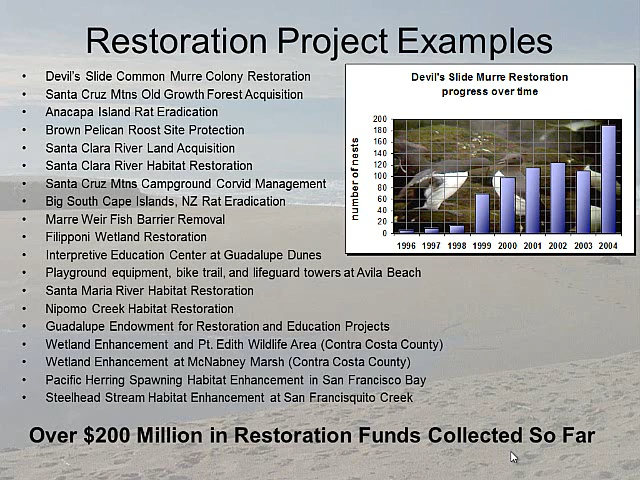 Restoration Project Examples
• Devil's Slide Common Murre Colony Restoration
• Santa Cruz Mtns Old Growth Forest Acquisition
• Anacapa Island Rat Eradication
• Brown Pelican Roost Site Protection
• Santa Clara River Land Acquisition
• Santa Clara River Habitat Restoration
• Santa Cruz Mtns Campground Corvid Management
• Big South Cape Islands, NZ Rat Eradication
• Marre Weir Fish Barrier Removal
• Filipponi Wetland Restoration
• Interpretive Education Center at Guadalupe Dunes
• Playground equipment, bike trail, and lifeguard towers at Avila Beach
• Santa Maria River Habitat Restoration
• Nipomo Creek Habitat Restoration
• Guadalupe Endowment for Restoration and Education Projects
• Wetland Enhancement and Pt. Edith Wildlife Area (Contra Costa County)
• Wetland Enhancement at McNabney Marsh (Contra Costa County)
• Pacific Herring Spawning Habitat Enhancement in San Francisco Bay
• Steelhead Stream Habitat Enhancement at San Francisquito Creek
Devil's Slide Murre Restoration
progress over time
number of nests
200
180
160
140
120
100
80
60
40
20
0
1996 1997 1998 1999 2000 2001 2002 2003 2004
Over $200 Million in Restoration Funds Collected So Far